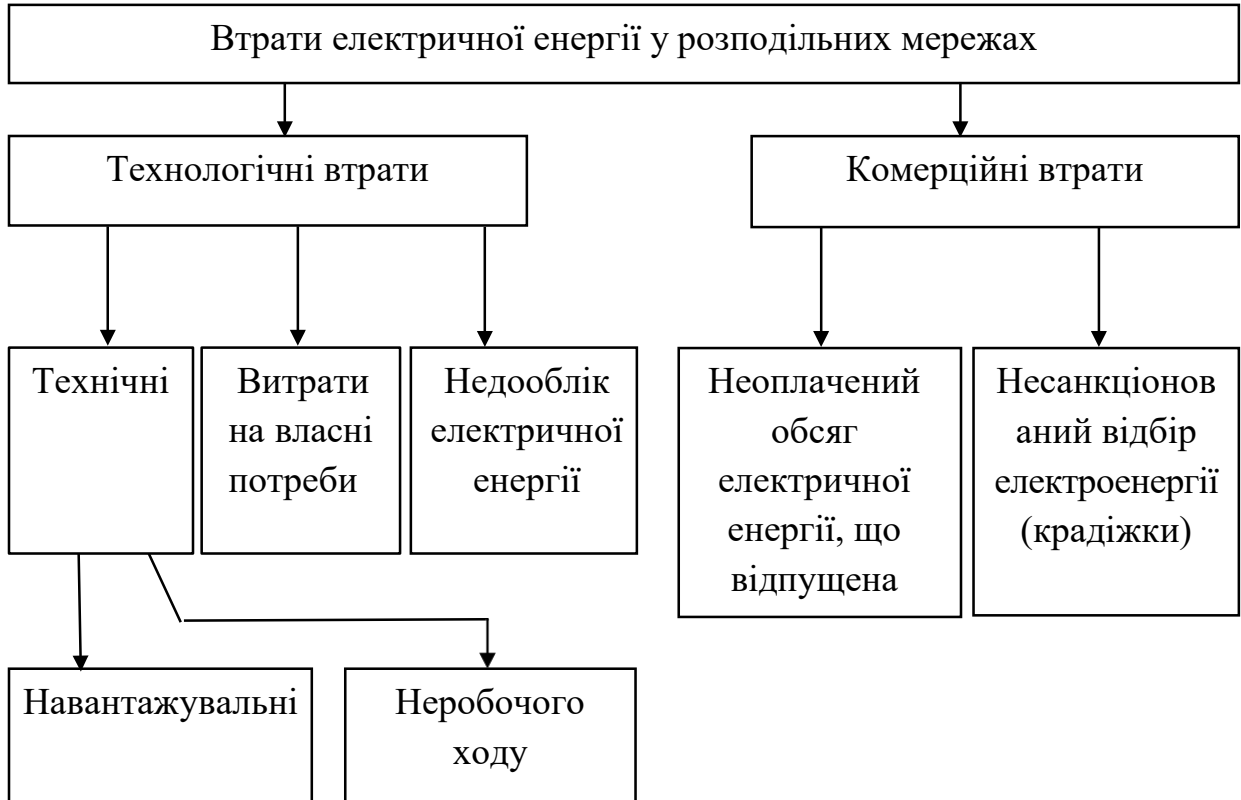 Втрати електричної енергії у розподільних мережах
Технологічні втрати
Комерційні втрати
Технічні
Витрати
на власні
потреби
Недооблік
електричної
енергії
Неоплачений
обсяг
електричної
енергії, що
відпущена
Несанкціонов
аний відбір
електроенергії
(крадіжки)
Навантажувальні
Неробочого
ходу